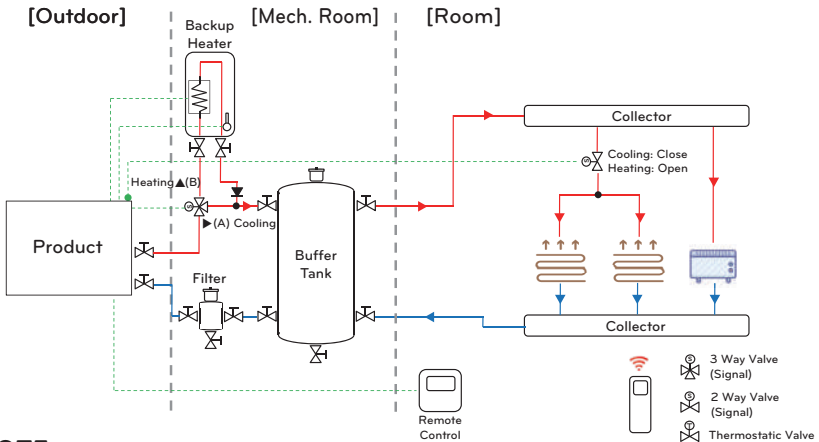 [Outdoor]
[Mech. Room]
[Room]
Backup
Heater
Collector
Cooling: Close
Heating: Open
Heating▲(B)
▶(A) Cooling
Product
Buffer
Tank
Filter
Collector
Remote
Control
S 3 Way Valve
(Signal)
S 2 Way Valve
(Signal)
T Thermostatic Valve